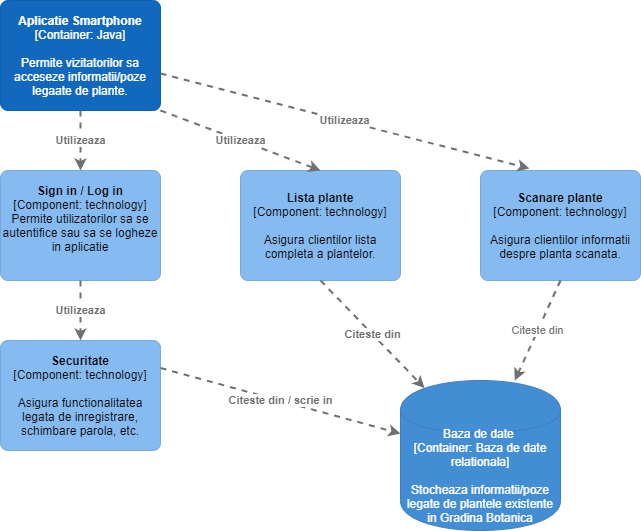 Aplicatie Smartphone
[Container: Java]
Permite vizitatorilor sa
acceseze informatii/poze
legaate de plante.
Utilizeaza
Utilizeaza
Utilizeaza
Sign in / Log in
[Component: technology]
Permite utilizatorilor sa se
autentifice sau sa se logheze
in aplicatie
Lista plante
[Component: technology]
Asigura clientilor lista
completa a plantelor.
Scanare plante
[Component: technology]
Asigura clientilor informatii
despre planta scanata.
Utilizeaza
Citeste din
Citeste din
Securitate
[Component: technology]
Asigura functionalitatea
legata de inregistrare,
schimbare parola, etc.
Citeste din / scrie in
Baza de date
[Container: Baza de date
relationala]
Stocheaza informatii/poze
legate de plantele existente
in Gradina Botanica